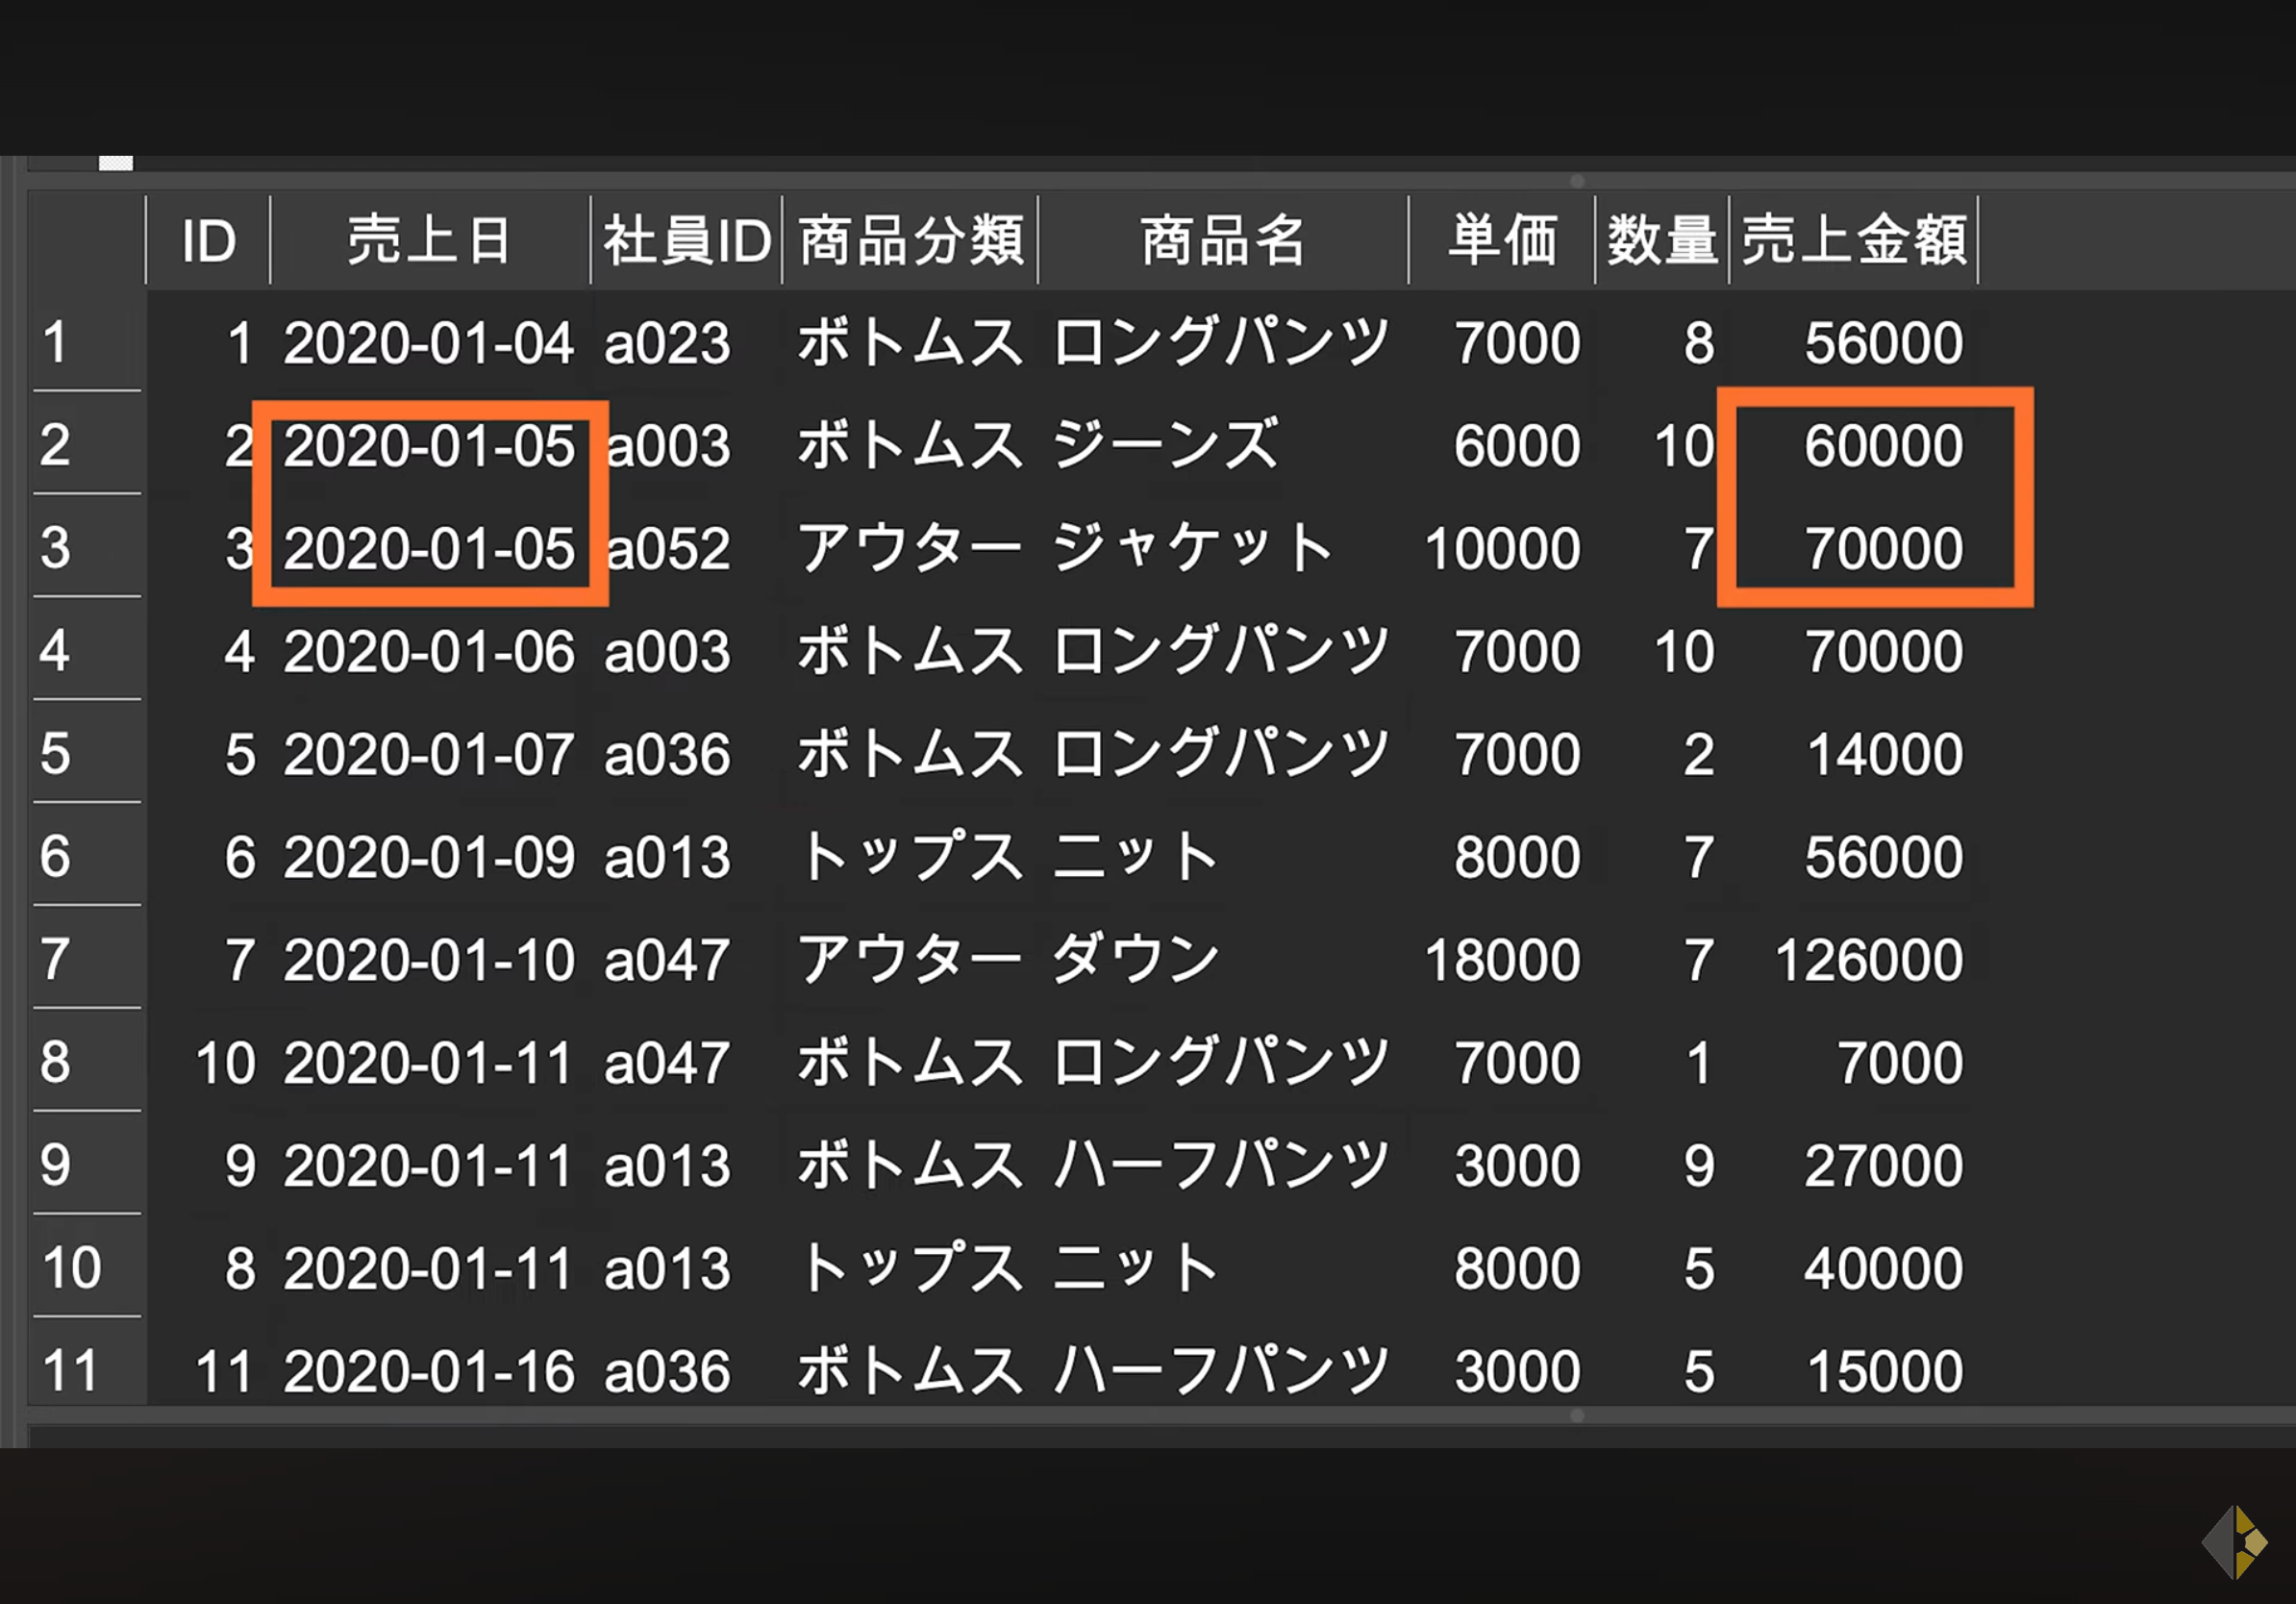 ID 売上日 社員ID 商品分類 商品名 単価 数量 売上金額
1 1 2020-01-04 a023 ボトムス ロングパンツ 7000 8 56000
2 2 2020-01-05 a003 ボトムス ジーンズ 6000 10 60000
3 3 2020-01-05 a052 アウター ジャケット 10000 7 70000
4 4 2020-01-06 a003 ボトムス ロングパンツ 7000 10 70000
5 5 2020-01-07 a036 ボトムス ロングパンツ 7000 2 14000
6 6 2020-01-09 a013 トップス ニット 8000 7 56000
7 7 2020-01-10 a047 アウター ダウン 18000 7 126000
8 10 2020-01-11 a047 ボトムス ロングパンツ 7000 1 7000
9 9 2020-01-11 a013 ボトムス ハーフパンツ 3000 9 27000
10 8 2020-01-11 a013 トップス ニット 8000 5 40000
11 11 2020-01-16 a036 ボトムス ハーフパンツ 3000 5 15000